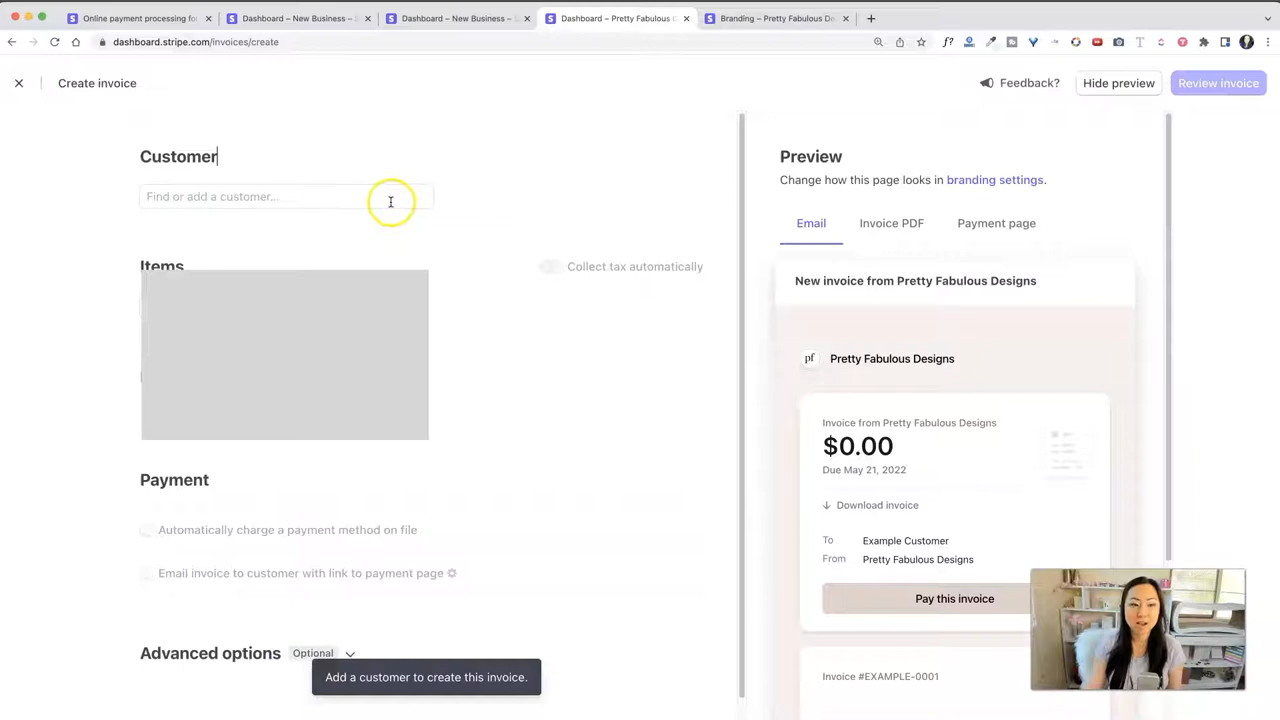 Online payment processing for
Dashboard – New Business –
Dashboard – New Business –
Dashboard – Pretty Fabulous D
Branding – Pretty Fabulous De
dashboard.stripe.com/invoices/create
Create invoice
Feedback?
Hide preview
Review invoice
Customer
Find or add a customer...
Items
Collect tax automatically
Payment
Automatically charge a payment method on file
Email invoice to customer with link to payment page
Advanced options
Optional
Add a customer to create this invoice.
Preview
Change how this page looks in branding settings.
Email
Invoice PDF
Payment page
New invoice from Pretty Fabulous Designs
pf
Pretty Fabulous Designs
Invoice from Pretty Fabulous Designs
$0.00
Due May 21, 2022
Download invoice
To Example Customer
From Pretty Fabulous Designs
Pay this invoice
Invoice #EXAMPLE-0001